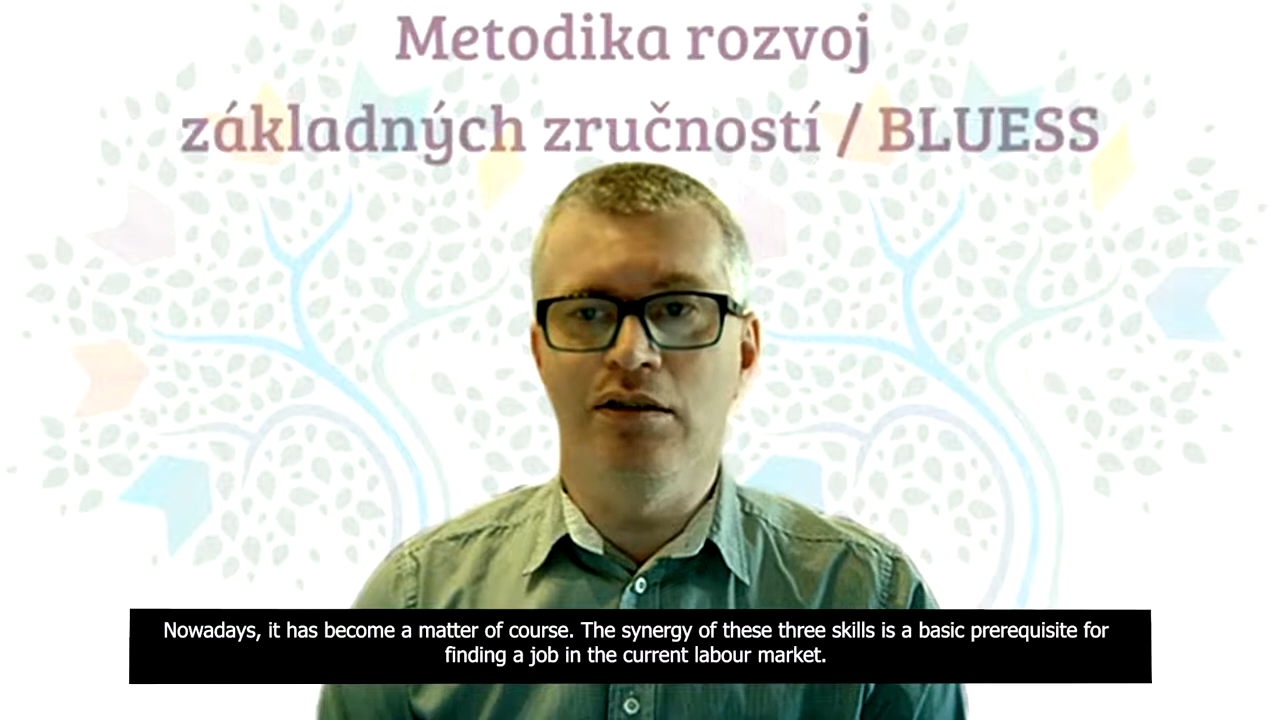 Metodika rozvoj
základných zručností / BLUESS
Nowadays, it has become a matter of course. The synergy of these three skills is a basic prerequisite for
finding a job in the current labour market.